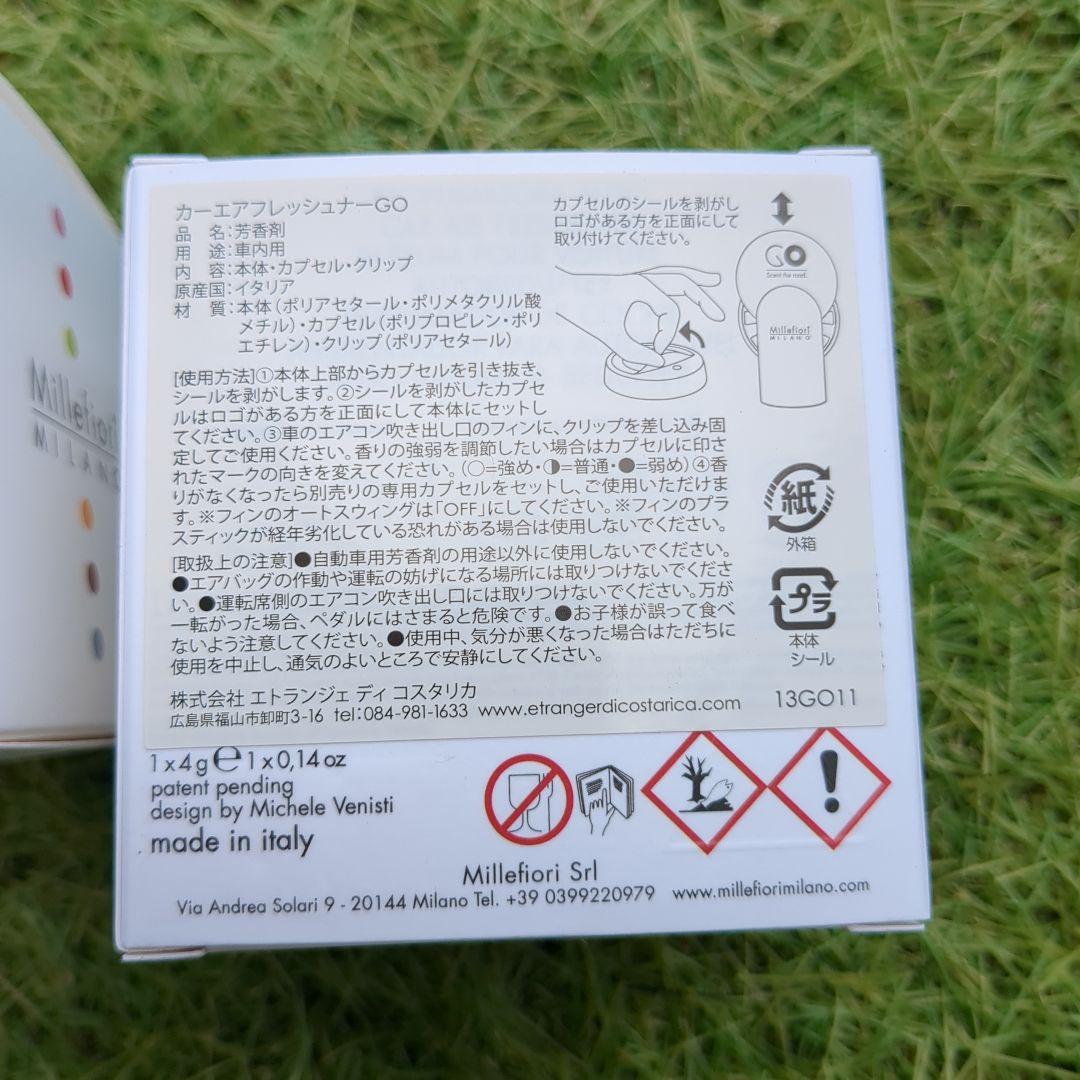 カーエアフレッシュナーGO
品　名:芳香剤
用　途:車内用
内　容:本体・カプセル・クリップ
原産国:イタリア
材　質:本体(ポリアセタール・ポリメタクリル酸
メチル)・カプセル(ポリプロピレン・ポリ
エチレン)・クリップ(ポリアセタール)
カプセルのシールを剥がし
ロゴがある方を正面にして
取り付けてください。
GO
Scent the road.
Millefiori
MILANO
[使用方法]①本体上部からカプセルを引き抜き、
シールを剥がします。②シールを剥がしたカプセ
ルはロゴがある方を正面にして本体にセットし
てください。③車のエアコン吹き出し口のフィンに、クリップを差し込み固
定してご使用ください。香りの強弱を調節したい場合はカプセルに印さ
れたマークの向きを変えてください。(○=強め・◑=普通・●=弱め)④香
りがなくなったら別売りの専用カプセルをセットし、ご使用いただけま
す。※フィンのオートスウィングは「OFF」にしてください。※フィンのプラ
スティックが経年劣化している恐れがある場合は使用しないでください。
[取扱上の注意]●自動車用芳香剤の用途以外に使用しないでください。
●エアバッグの作動や運転の妨げになる場所には取りつけないでくださ
い。●運転席側のエアコン吹き出し口には取りつけないでください。万が
一転がった場合、ペダルにはさまると危険です。●お子様が誤って食べ
ないよう注意してください。●使用中、気分が悪くなった場合はただちに
使用を中止し、通気のよいところで安静にしてください。
紙
外箱
プラ
本体
シール
株式会社 エトランジェ ディ コスタリカ
広島県福山市卸町3-16 tel:084-981-1633 www.etrangerdicostarica.com
13GO11
1 x 4 g ℮ 1 x 0,14 oz
patent pending
design by Michele Venisti
made in italy
Millefiori Srl
Via Andrea Solari 9 - 20144 Milano Tel. +39 0399220979 www.millefiorimilano.com
Millefiori
MILANO